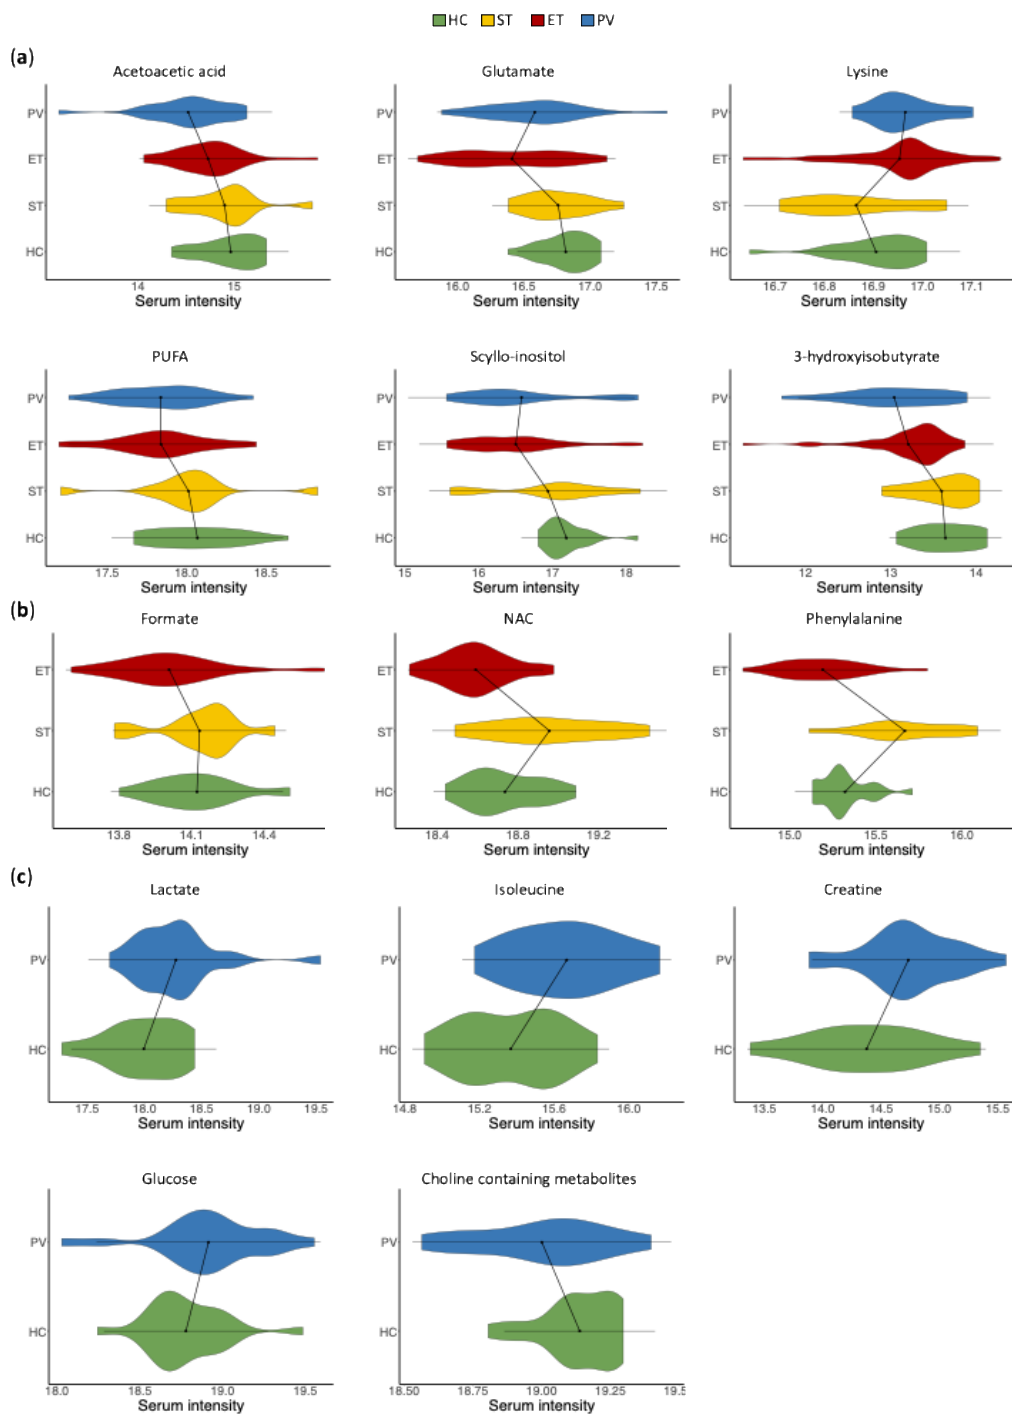 HC ST ET PV
(a)
Acetoacetic acid Glutamate Lysine
PV PV PV
ET ET ET
ST ST ST
HC HC HC
14 15 16.0 16.5 17.0 17.5 16.7 16.8 16.9 17.0 17.1
Serum intensity Serum intensity Serum intensity
PUFA Scyllo-inositol 3-hydroxyisobutyrate
PV PV PV
ET ET ET
ST ST ST
HC HC HC
17.5 18.0 18.5 15 16 17 18 12 13 14
Serum intensity Serum intensity Serum intensity
(b)
Formate NAC Phenylalanine
ET ET ET
ST ST ST
HC HC HC
13.8 14.1 14.4 18.4 18.8 19.2 15.0 15.5 16.0
Serum intensity Serum intensity Serum intensity
(c)
Lactate Isoleucine Creatine
PV PV PV
HC HC HC
17.5 18.0 18.5 19.0 19.5 14.8 15.2 15.6 16.0 13.5 14.0 14.5 15.0 15.5
Serum intensity Serum intensity Serum intensity
Glucose Choline containing metabolites
PV PV
HC HC
18.0 18.5 19.0 19.5 18.50 18.75 19.00 19.25 19.5
Serum intensity Serum intensity